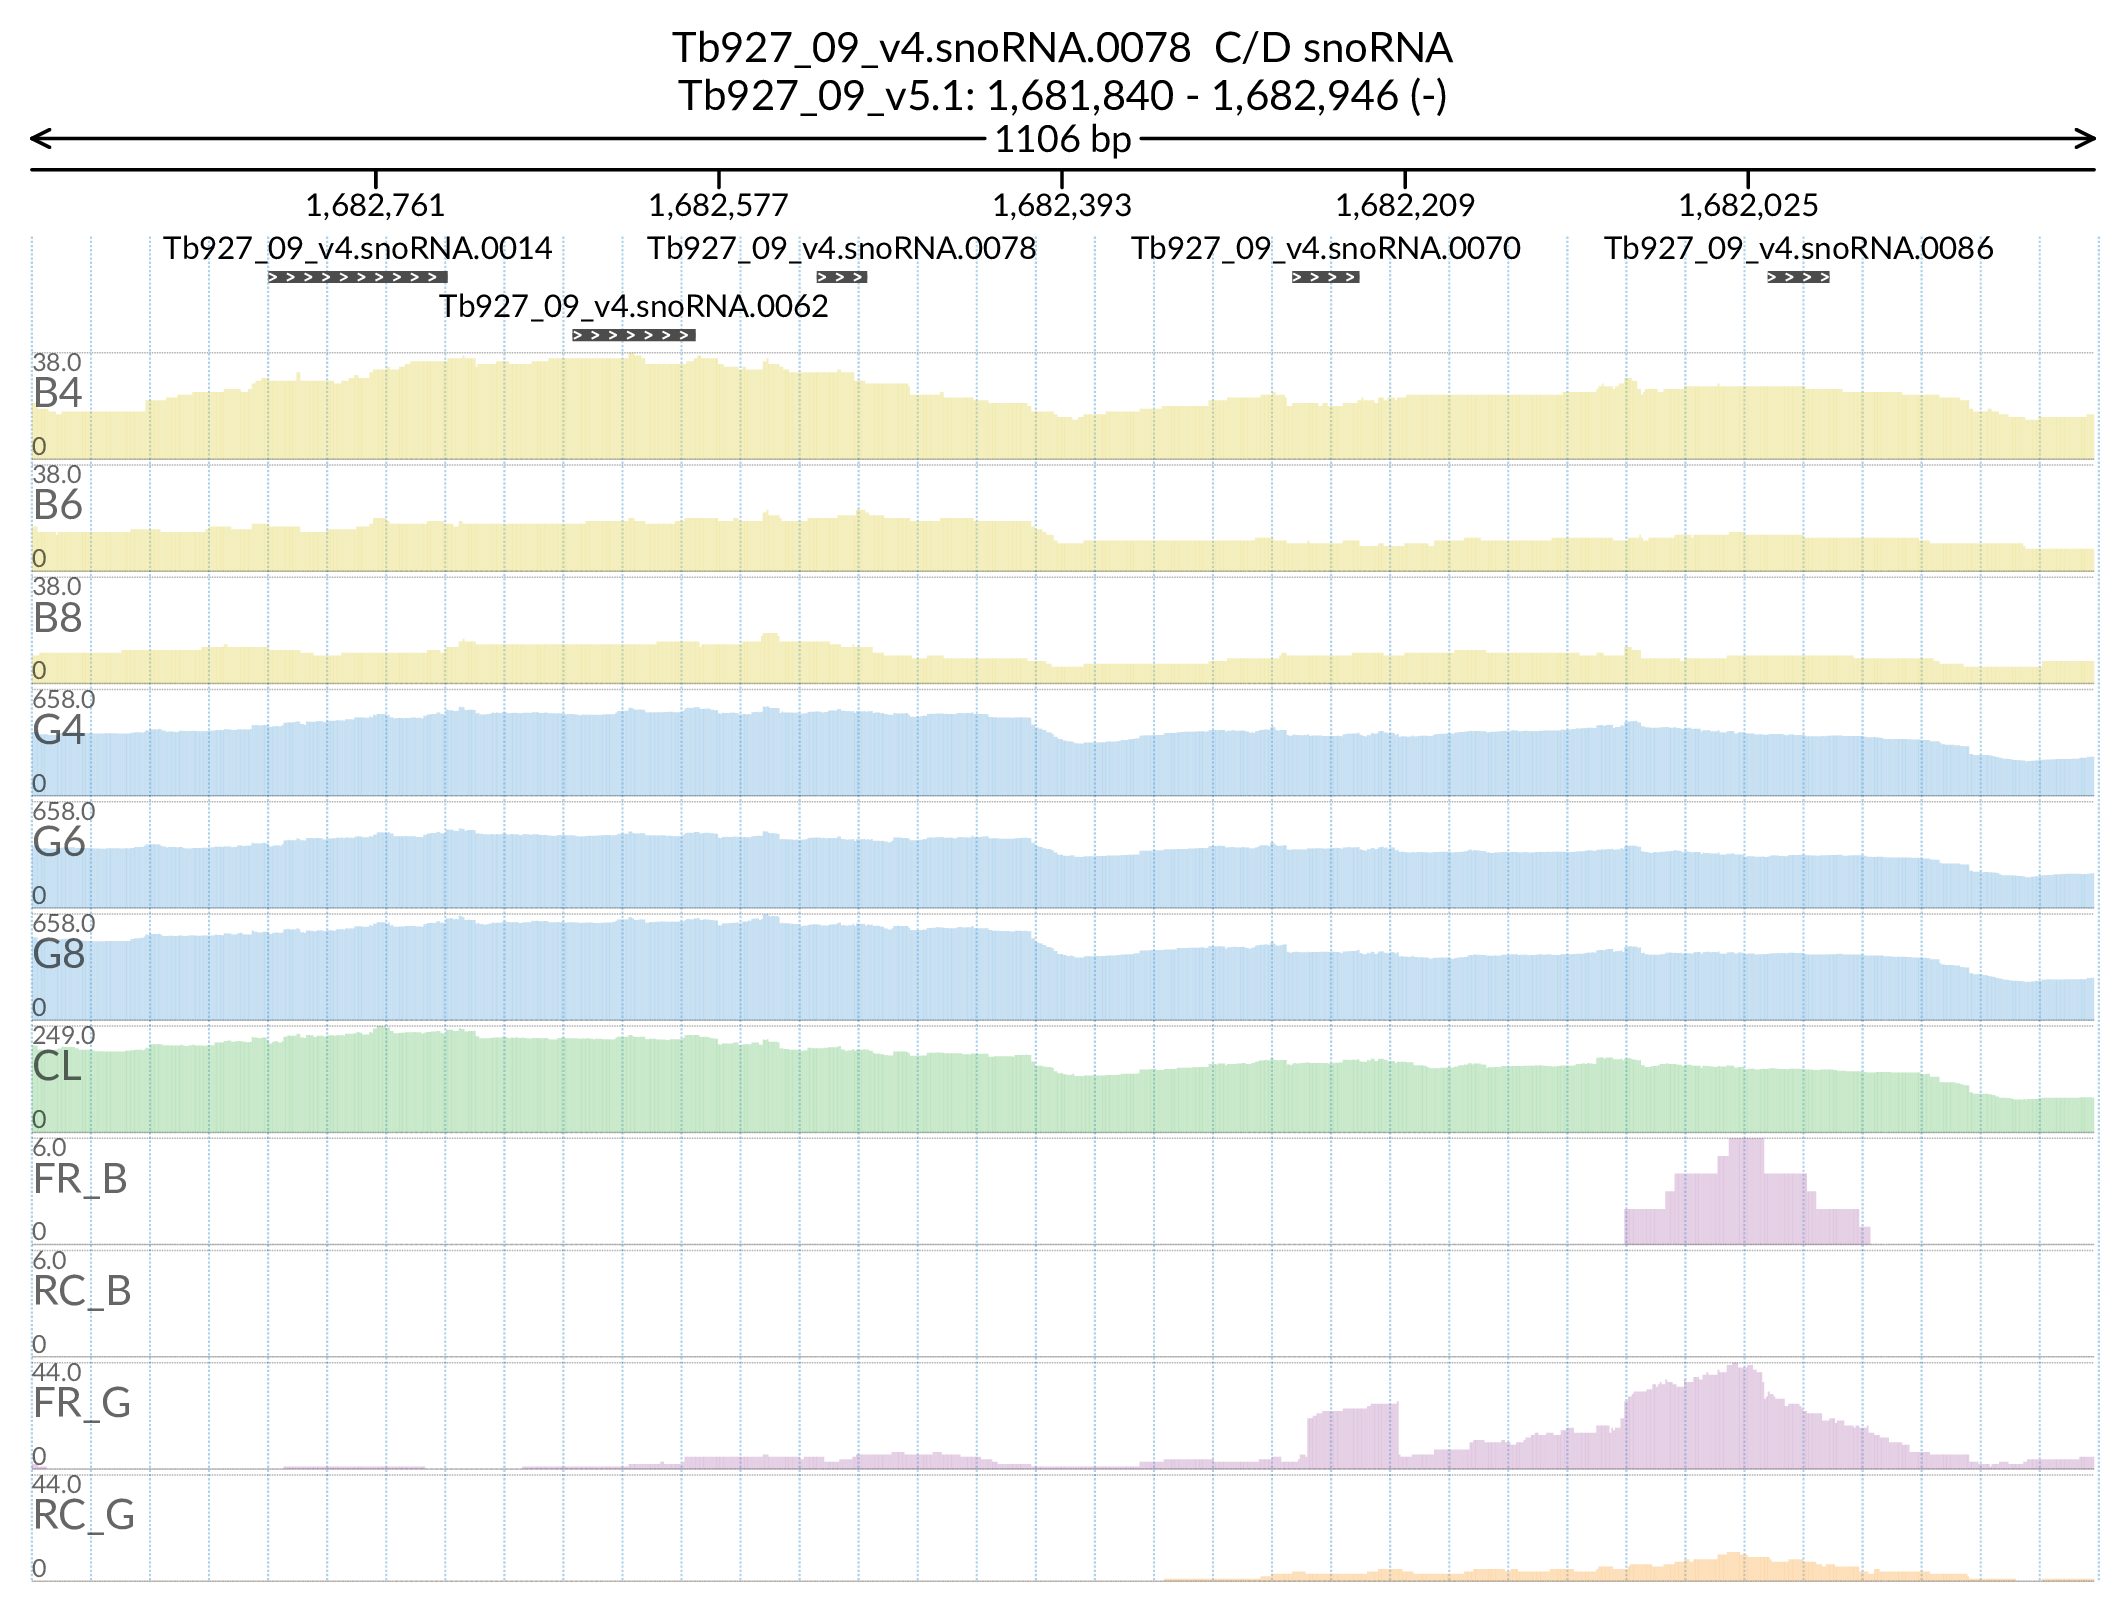 Tb927_09_v4.snoRNA.0078  C/D snoRNA
Tb927_09_v5.1: 1,681,840 - 1,682,946 (-)
1106 bp
1,682,761 1,682,577 1,682,393 1,682,209 1,682,025
Tb927_09_v4.snoRNA.0014 Tb927_09_v4.snoRNA.0078 Tb927_09_v4.snoRNA.0070 Tb927_09_v4.snoRNA.0086
Tb927_09_v4.snoRNA.0062
38.0
B4
0
38.0
B6
0
38.0
B8
0
658.0
G4
0
658.0
G6
0
658.0
G8
0
249.0
CL
0
6.0
FR_B
0
6.0
RC_B
0
44.0
FR_G
0
44.0
RC_G
0